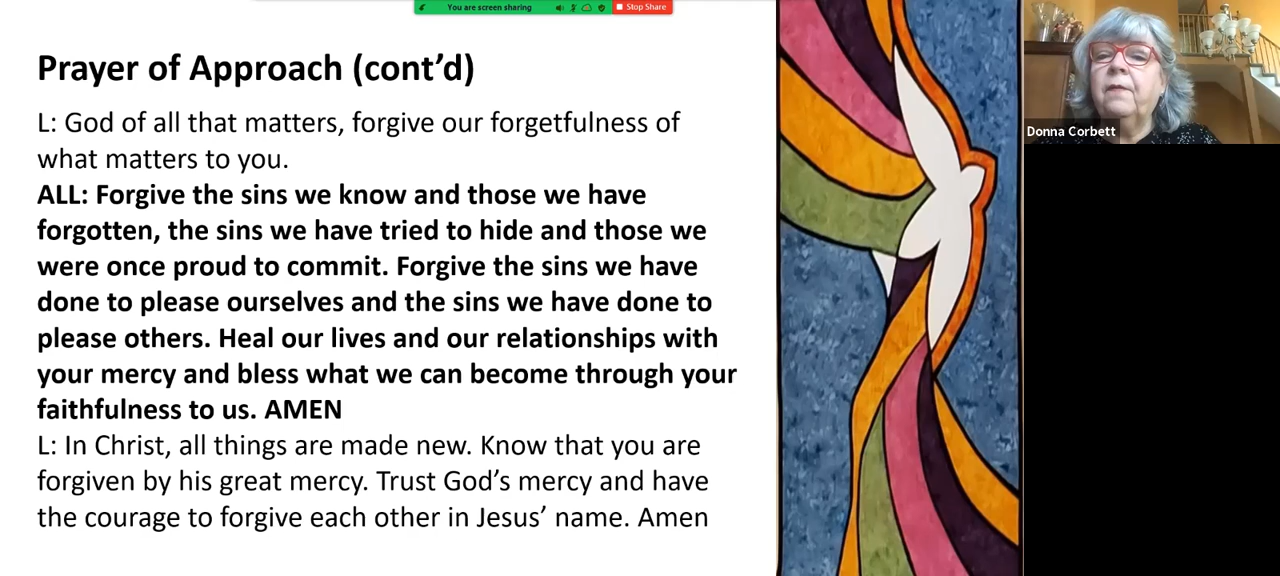 You are screen sharing
Stop Share
Prayer of Approach (cont’d)
L: God of all that matters, forgive our forgetfulness of
what matters to you.
ALL: Forgive the sins we know and those we have
forgotten, the sins we have tried to hide and those we
were once proud to commit. Forgive the sins we have
done to please ourselves and the sins we have done to
please others. Heal our lives and our relationships with
your mercy and bless what we can become through your
faithfulness to us. AMEN
L: In Christ, all things are made new. Know that you are
forgiven by his great mercy. Trust God’s mercy and have
the courage to forgive each other in Jesus’ name. Amen
Donna Corbett